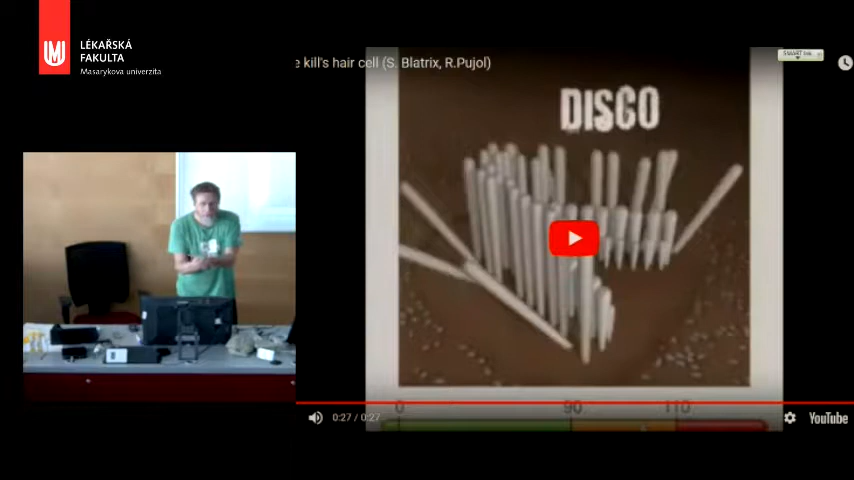 LÉKAŘSKÁ
FAKULTA
Masarykova univerzita
e kill's hair cell (S. Blatrix, R.Pujol)
DISCO
0 90 110
0:27 / 0:27
YouTube